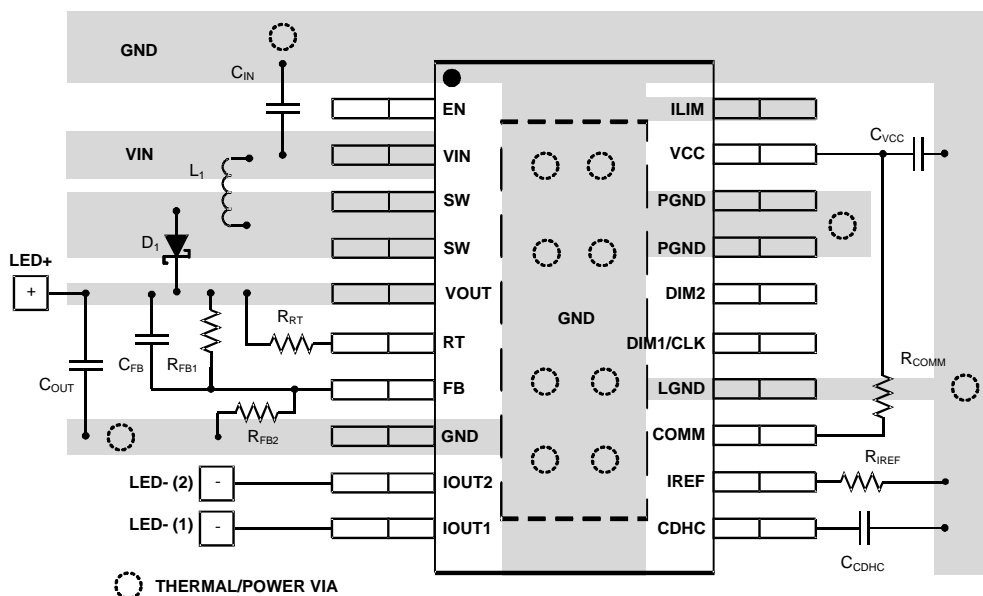 GND
CIN
EN
ILIM
VIN
VIN
VCC
CVCC
L1
SW
PGND
D1
SW
PGND
LED+
+
VOUT
DIM2
GND
RRT
RT
DIM1/CLK
COUT
CFB
RFB1
RCOMM
FB
LGND
RFB2
GND
COMM
LED- (2)
-
IOUT2
IREF
RIREF
LED- (1)
-
IOUT1
CDHC
CCDHC
THERMAL/POWER VIA